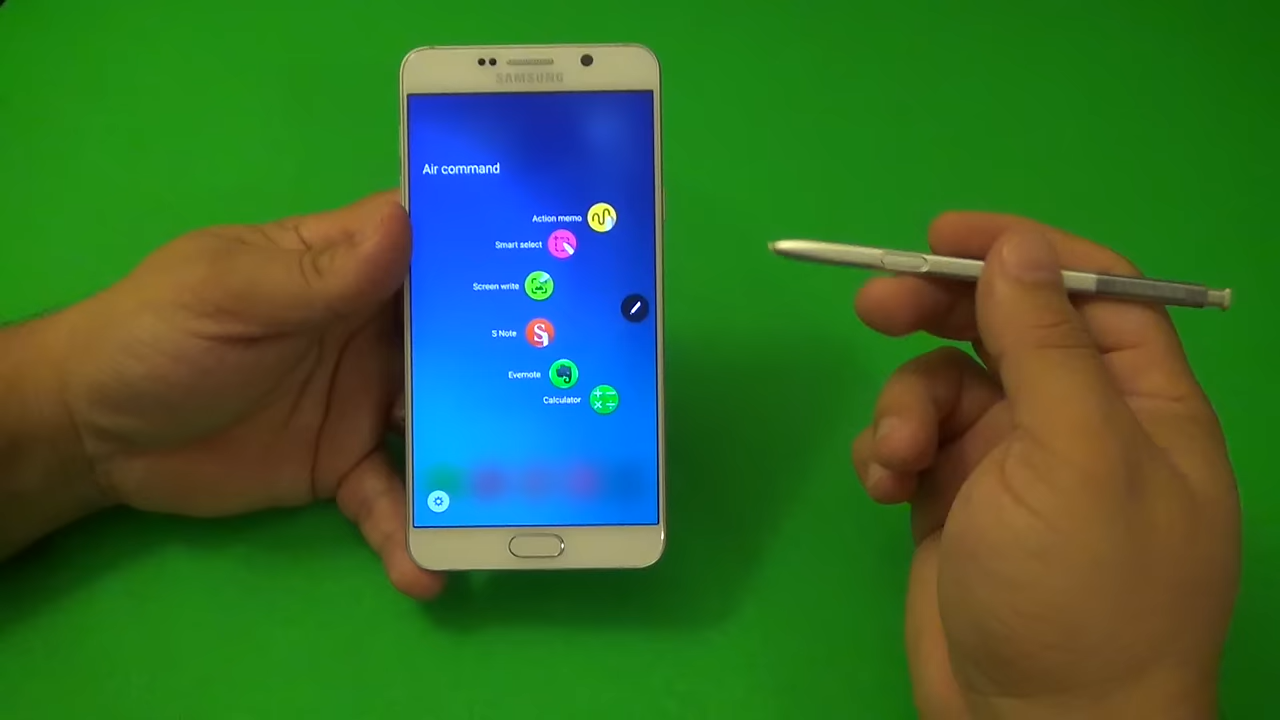 SAMSUNG
Air command
Action memo
Smart select
Screen write
S Note
Evernote
Calculator